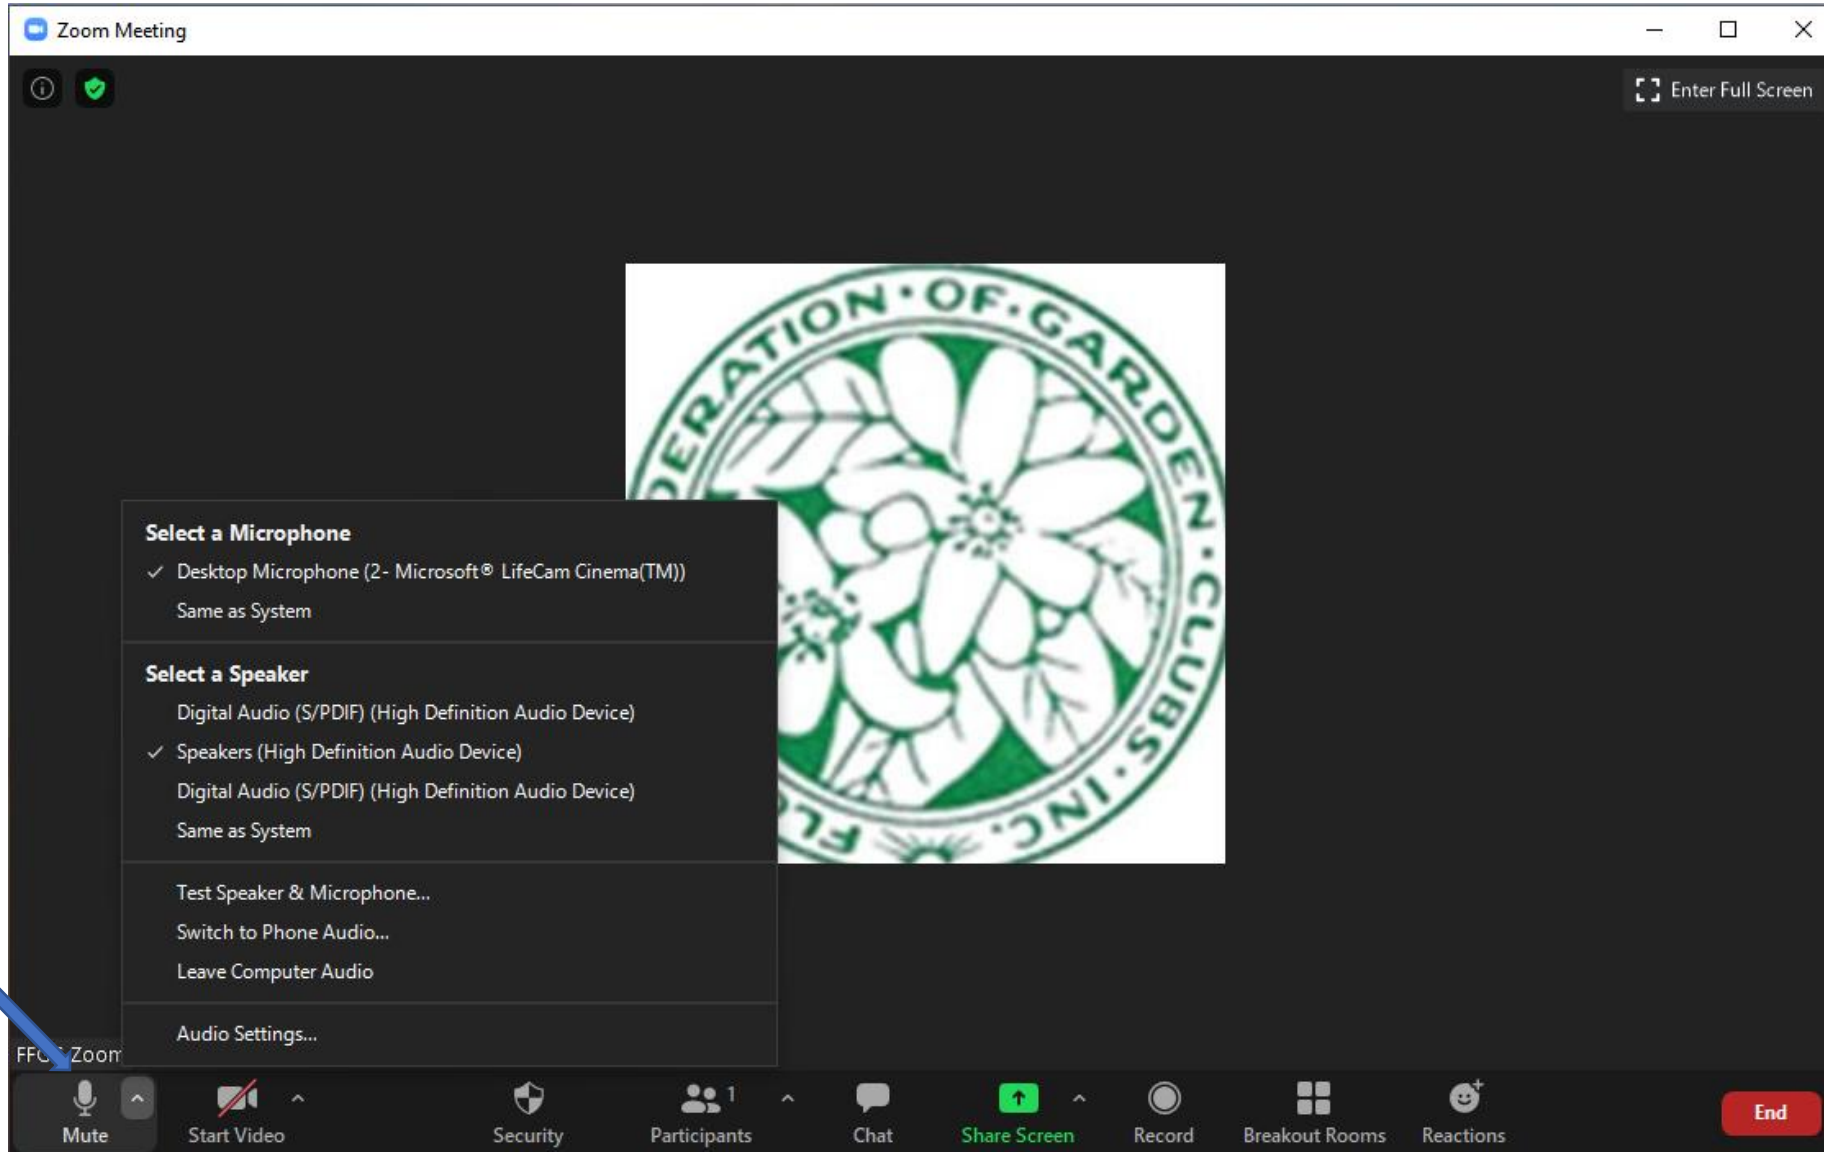 Zoom Meeting
Enter Full Screen
DERATION · OF · GARDEN · CLUBS · INC.
Select a Microphone
Desktop Microphone (2- Microsoft® LifeCam Cinema(TM))
Same as System
Select a Speaker
Digital Audio (S/PDIF) (High Definition Audio Device)
Speakers (High Definition Audio Device)
Digital Audio (S/PDIF) (High Definition Audio Device)
Same as System
Test Speaker & Microphone...
Switch to Phone Audio...
Leave Computer Audio
Audio Settings...
Zoom
1
Mute Start Video Security Participants Chat Share Screen Record Breakout Rooms Reactions End